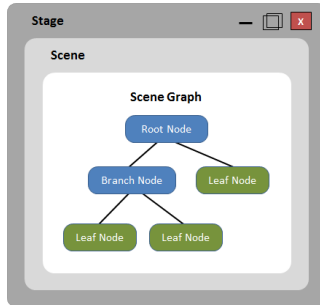 Stage
X
Scene
Scene Graph
Root Node
Branch Node
Leaf Node
Leaf Node
Leaf Node